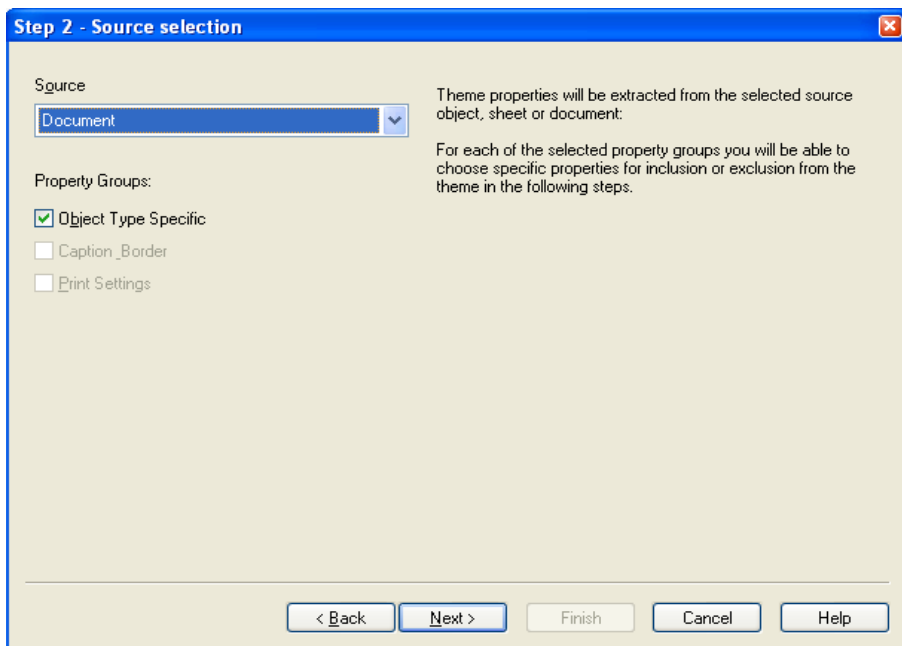 Step 2 - Source selection
Source
Document
Theme properties will be extracted from the selected source
object, sheet or document:
For each of the selected property groups you will be able to
choose specific properties for inclusion or exclusion from the
theme in the following steps.
Property Groups:
Object Type Specific
Caption_Border
Print Settings
< Back
Next >
Finish
Cancel
Help